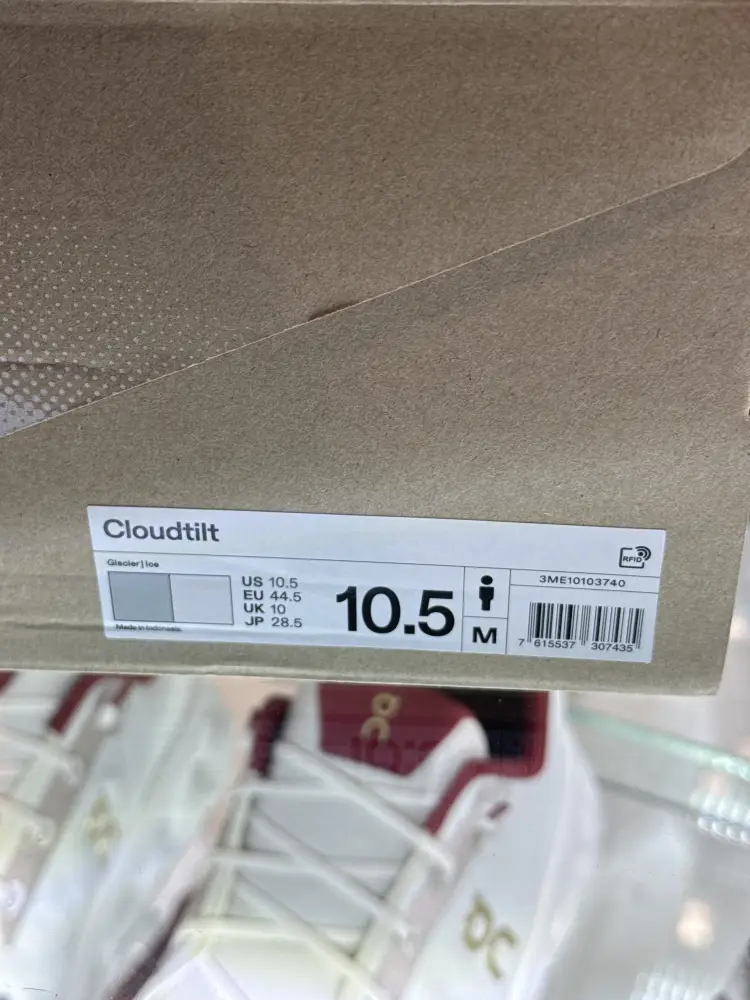 Cloudtilt
RFID
Glacier | Ice
US 10.5
EU 44.5
UK 10
JP 28.5
10.5
M
3ME10103740
7 615537 307435
Made in Indonesia